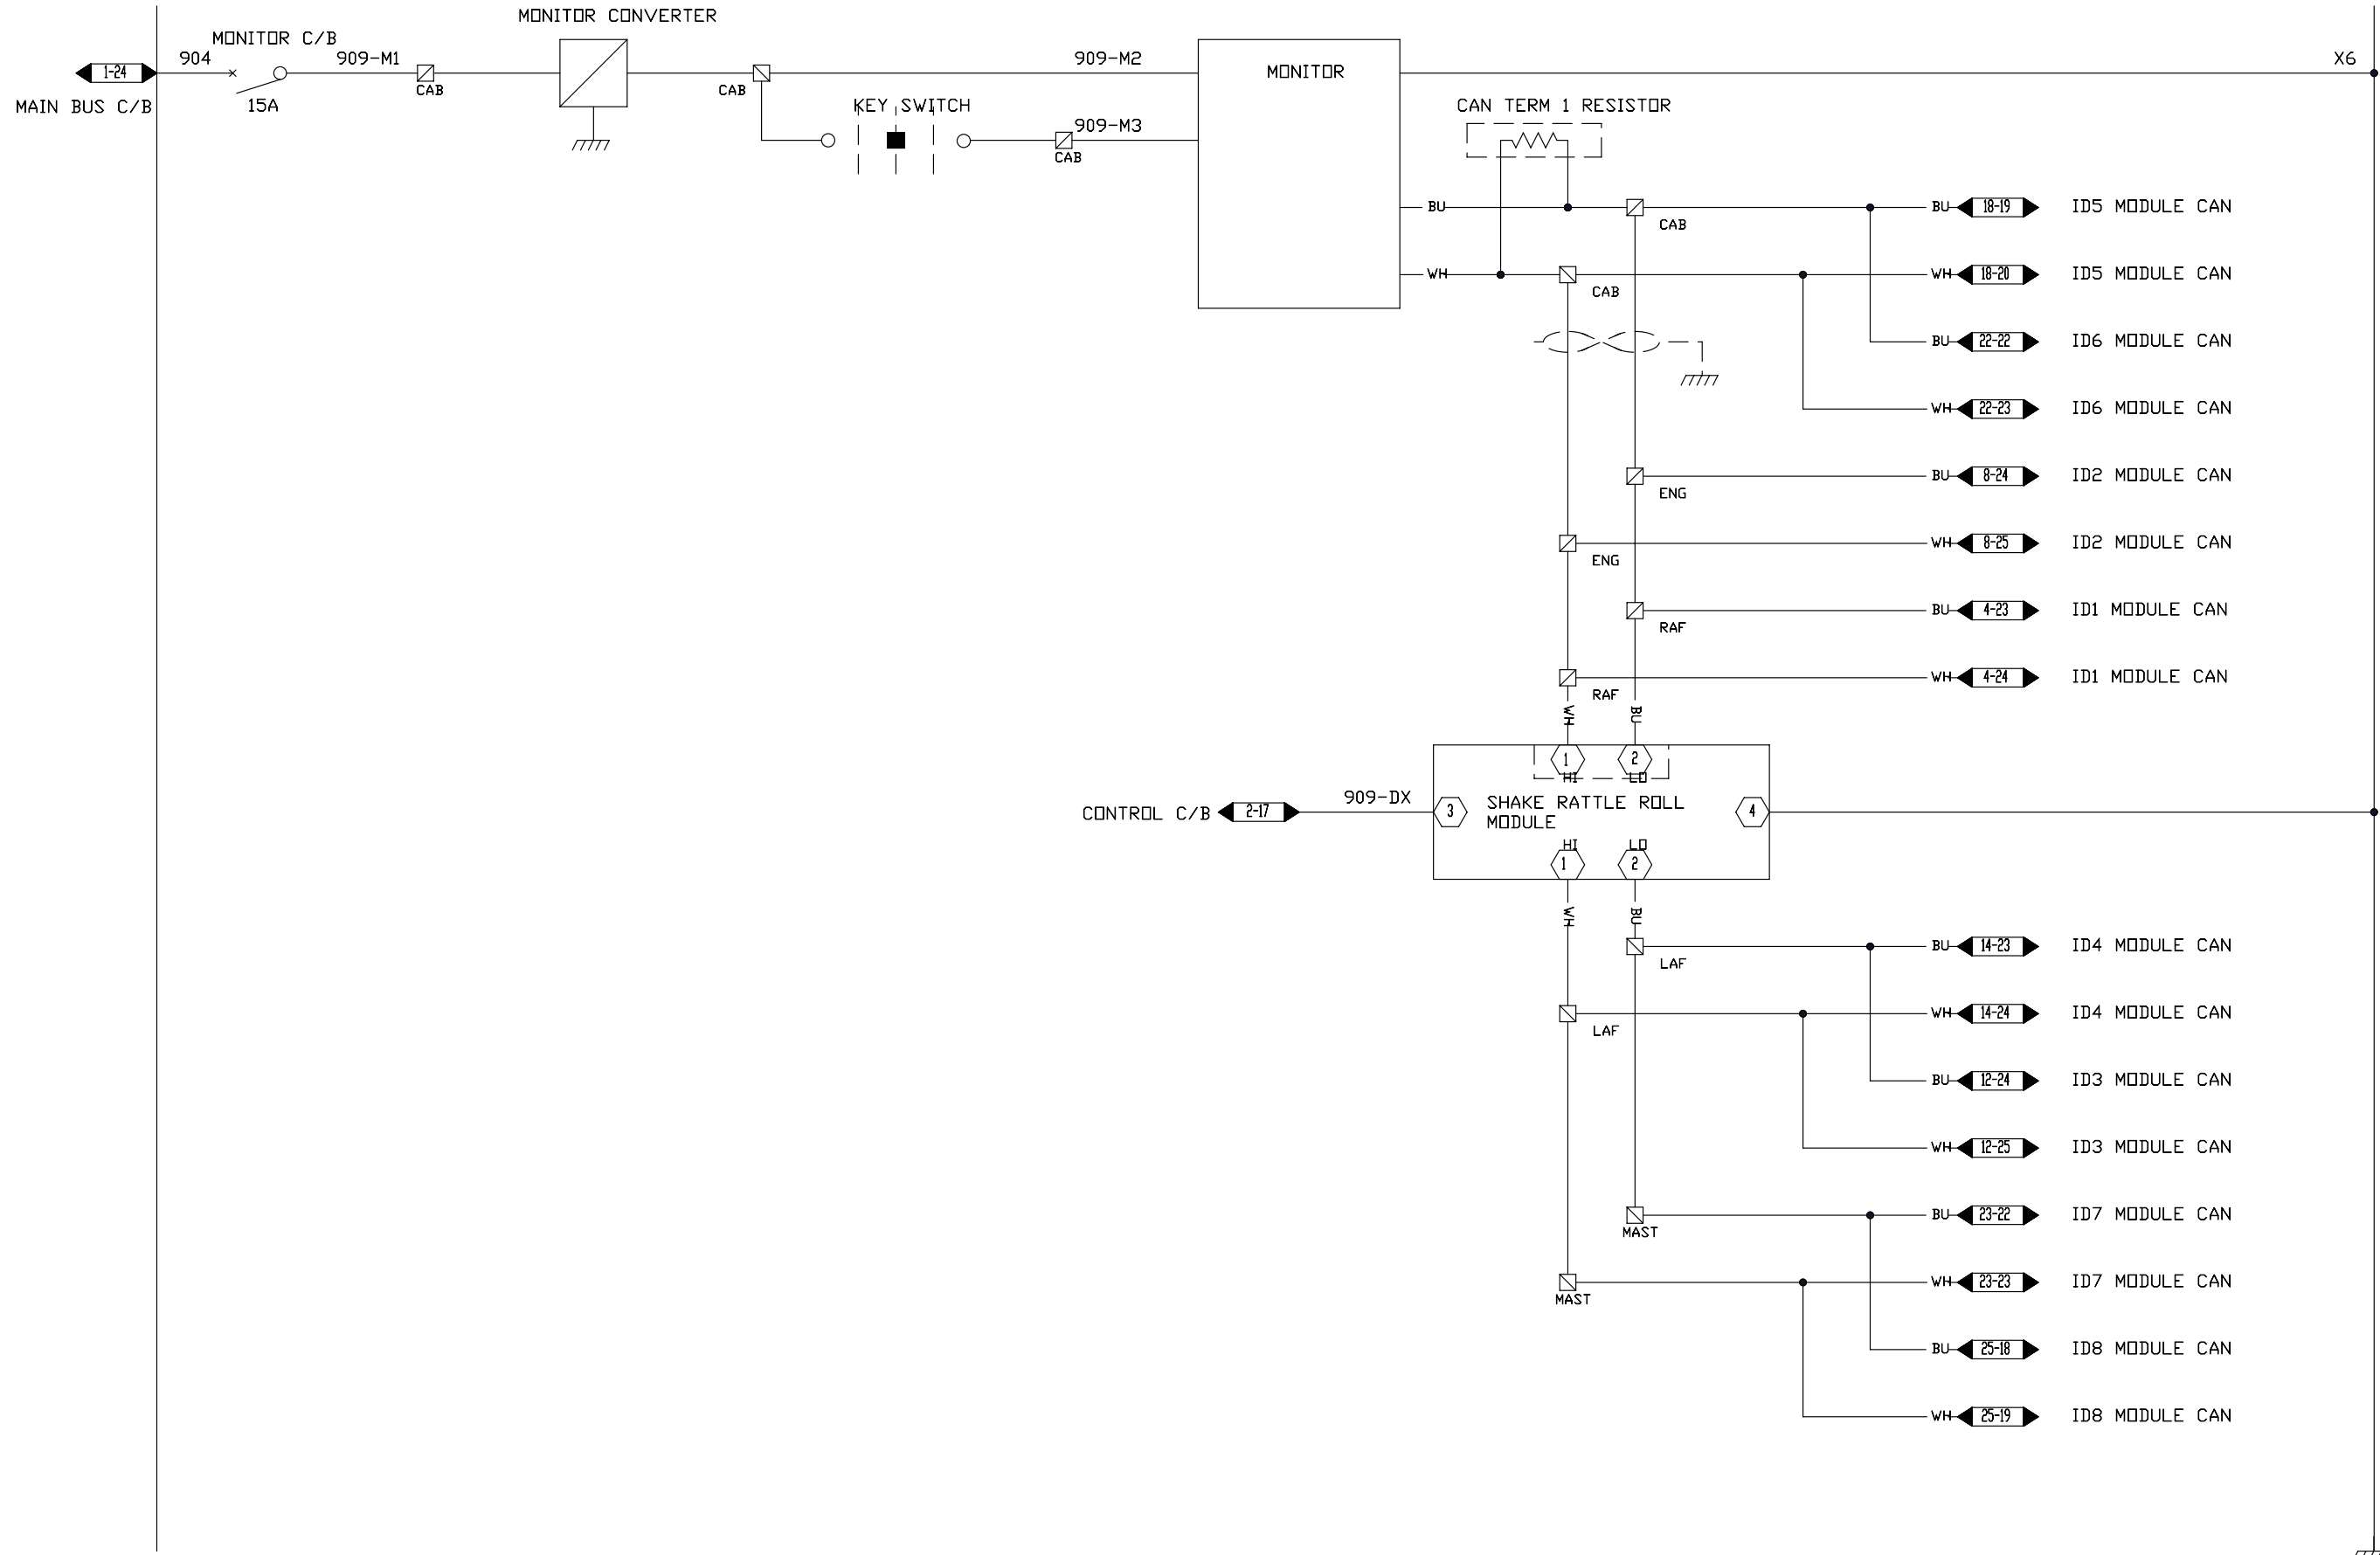 MONITOR CONVERTER
MONITOR C/B
904
909-M1
909-M2
MONITOR
X6
1-24
CAB
CAB
MAIN BUS C/B
15A
KEY SWITCH
CAN TERM 1 RESISTOR
909-M3
CAB
BU
CAB
BU 18-19 ID5 MODULE CAN
WH
CAB
WH 18-20 ID5 MODULE CAN
BU 22-22 ID6 MODULE CAN
WH 22-23 ID6 MODULE CAN
ENG
BU 8-24 ID2 MODULE CAN
ENG
WH 8-25 ID2 MODULE CAN
RAF
BU 4-23 ID1 MODULE CAN
RAF
WH 4-24 ID1 MODULE CAN
WH
BU
1
2
HI
LO
CONTROL C/B 2-17
909-DX
3
SHAKE RATTLE ROLL
MODULE
4
HI
LO
1
2
WH
BU
LAF
BU 14-23 ID4 MODULE CAN
LAF
WH 14-24 ID4 MODULE CAN
BU 12-24 ID3 MODULE CAN
WH 12-25 ID3 MODULE CAN
MAST
BU 23-22 ID7 MODULE CAN
MAST
WH 23-23 ID7 MODULE CAN
BU 25-18 ID8 MODULE CAN
WH 25-19 ID8 MODULE CAN